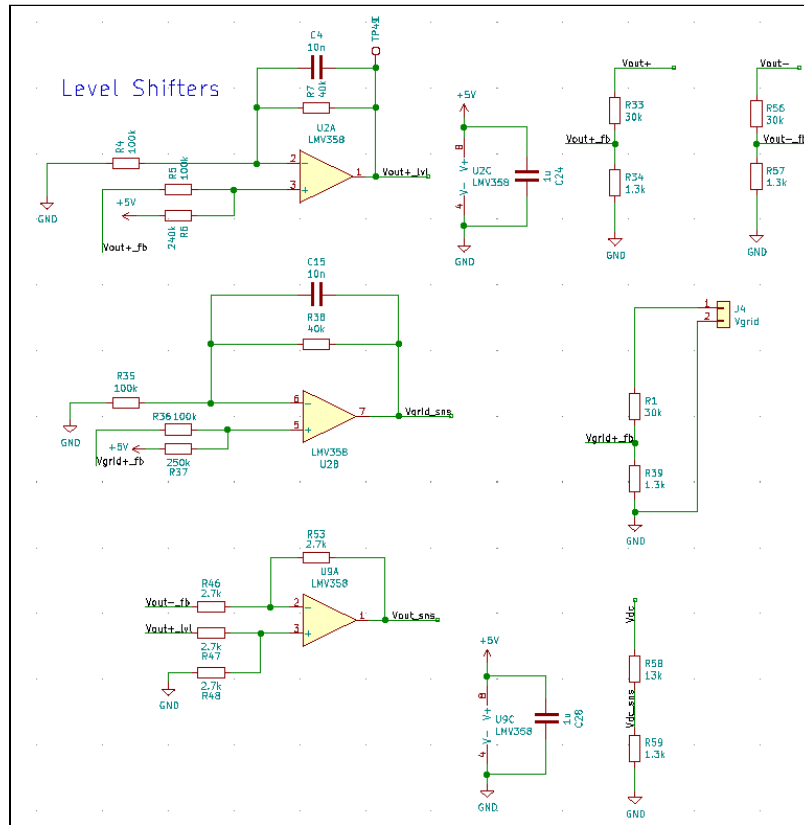 Level Shifters
C4
10n
TP49
R7
40k
U2A
LMV358
R4
100k
2
1
Vout+_lvl
GND
R5
100k
3
+5V
R6
240k
Vout+_fb
+5V
8
V+
U2C
LMV358
V-
4
1u
C24
GND
Vout+
R33
30k
Vout+_fb
R34
1.3k
GND
Vout-
R56
30k
Vout-_fb
R57
1.3k
GND
C15
10n
R38
40k
R35
100k
6
7
Vgrid_sns
GND
R36
100k
5
+5V
250k
R37
Vgrid+_fb
LMV358
U2B
1
2
J4
Vgrid
R1
30k
Vgrid+_fb
R39
1.3k
GND
R53
2.7k
U9A
LMV358
R46
2.7k
Vout-_fb
2
1
Vout_sns
Vout+_lvl
3
2.7k
R47
2.7k
R48
GND
+5V
8
V+
U9C
LMV358
V-
4
1u
C28
GND
Vdc
R58
13k
Vdc_sns
R59
1.3k
GND